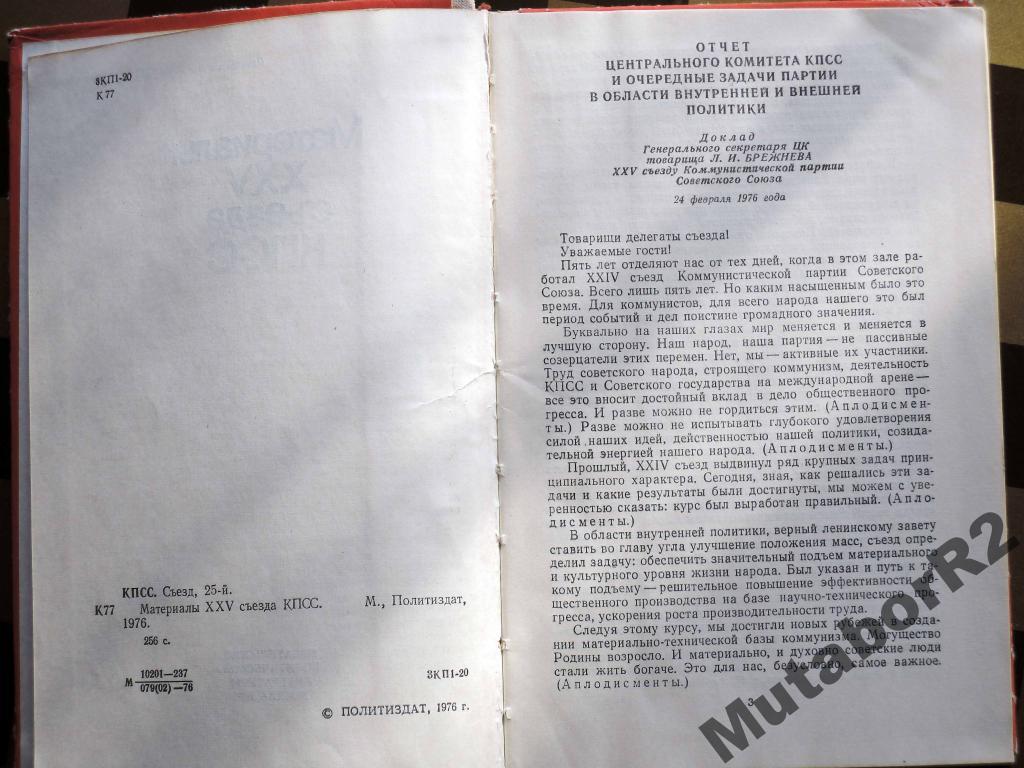 3КП1-20
К 77
КПСС. Съезд, 25-й.
К77 Материалы XXV съезда КПСС. М., Политиздат,
1976.
256 с.
М 10201—237
079(02)—76
3КП1-20
© ПОЛИТИЗДАТ, 1976 г.
ОТЧЕТ
ЦЕНТРАЛЬНОГО КОМИТЕТА КПСС
И ОЧЕРЕДНЫЕ ЗАДАЧИ ПАРТИИ
В ОБЛАСТИ ВНУТРЕННЕЙ И ВНЕШНЕЙ
ПОЛИТИКИ
Доклад
Генерального секретаря ЦК
товарища Л. И. БРЕЖНЕВА
XXV съезду Коммунистической партии
Советского Союза
24 февраля 1976 года
Товарищи делегаты съезда!
Уважаемые гости!
Пять лет отделяют нас от тех дней, когда в этом зале ра-
ботал XXIV съезд Коммунистической партии Советского
Союза. Всего лишь пять лет. Но каким насыщенным было это
время. Для коммунистов, для всего народа нашего это был
период событий и дел поистине громадного значения.
Буквально на наших глазах мир меняется и меняется в
лучшую сторону. Наш народ, наша партия — не пассивные
созерцатели этих перемен. Нет, мы — активные их участники.
Труд советского народа, строящего коммунизм, деятельность
КПСС и Советского государства на международной арене —
все это вносит достойный вклад в дело общественного про-
гресса. И разве можно не гордиться этим. (Аплодисмен-
ты.) Разве можно не испытывать глубокого удовлетворения
силой наших идей, действенностью нашей политики, созида-
тельной энергией нашего народа. (Аплодисменты.)
Прошлый, XXIV съезд выдвинул ряд крупных задач прин-
ципиального характера. Сегодня, зная, как решались эти за-
дачи и какие результаты были достигнуты, мы можем с уве-
ренностью сказать: курс был выработан правильный. (Апло-
дисменты.)
В области внутренней политики, верный ленинскому завету
ставить во главу угла улучшение положения масс, съезд опре-
делил задачу: обеспечить значительный подъем материального
и культурного уровня жизни народа. Был указан и путь к та-
кому подъему — решительное повышение эффективности об-
щественного производства на базе научно-технического про-
гресса, ускорения роста производительности труда.
Следуя этому курсу, мы достигли новых рубежей в созда-
нии материально-технической базы коммунизма. Могущество
Родины возросло. И материально, и духовно советские люди
стали жить богаче. Это для нас, безусловно, самое важное.
(Аплодисменты.)
3
MutaporR2